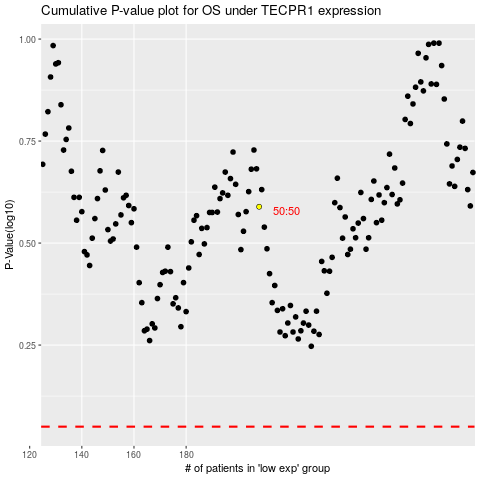 Cumulative P-value plot for OS under TECPR1 expression
P-Value(log10)
1.00
0.75
0.50
0.25
50:50
120 140 160 180
# of patients in 'low exp' group